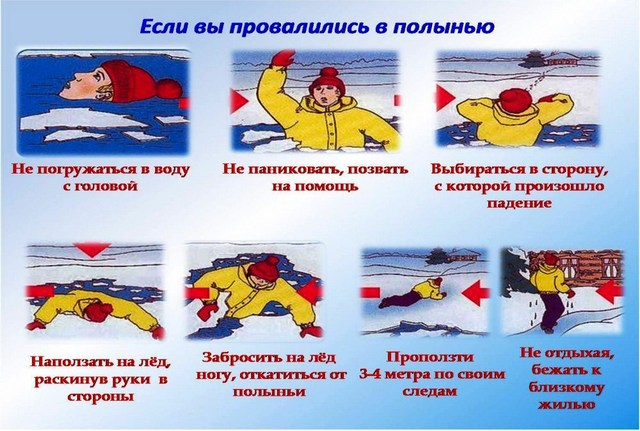 Если вы провалились в полынью
Не погружаться в воду
с головой
Не паниковать, позвать
на помощь
Выбираться в сторону,
с которой произошло
падение
Наползать на лёд,
раскинув руки в
стороны
Забросить на лёд
ногу, откатиться от
полыньи
Проползти
3-4 метра по своим
следам
Не отдыхая,
бежать к
близкому
жилью